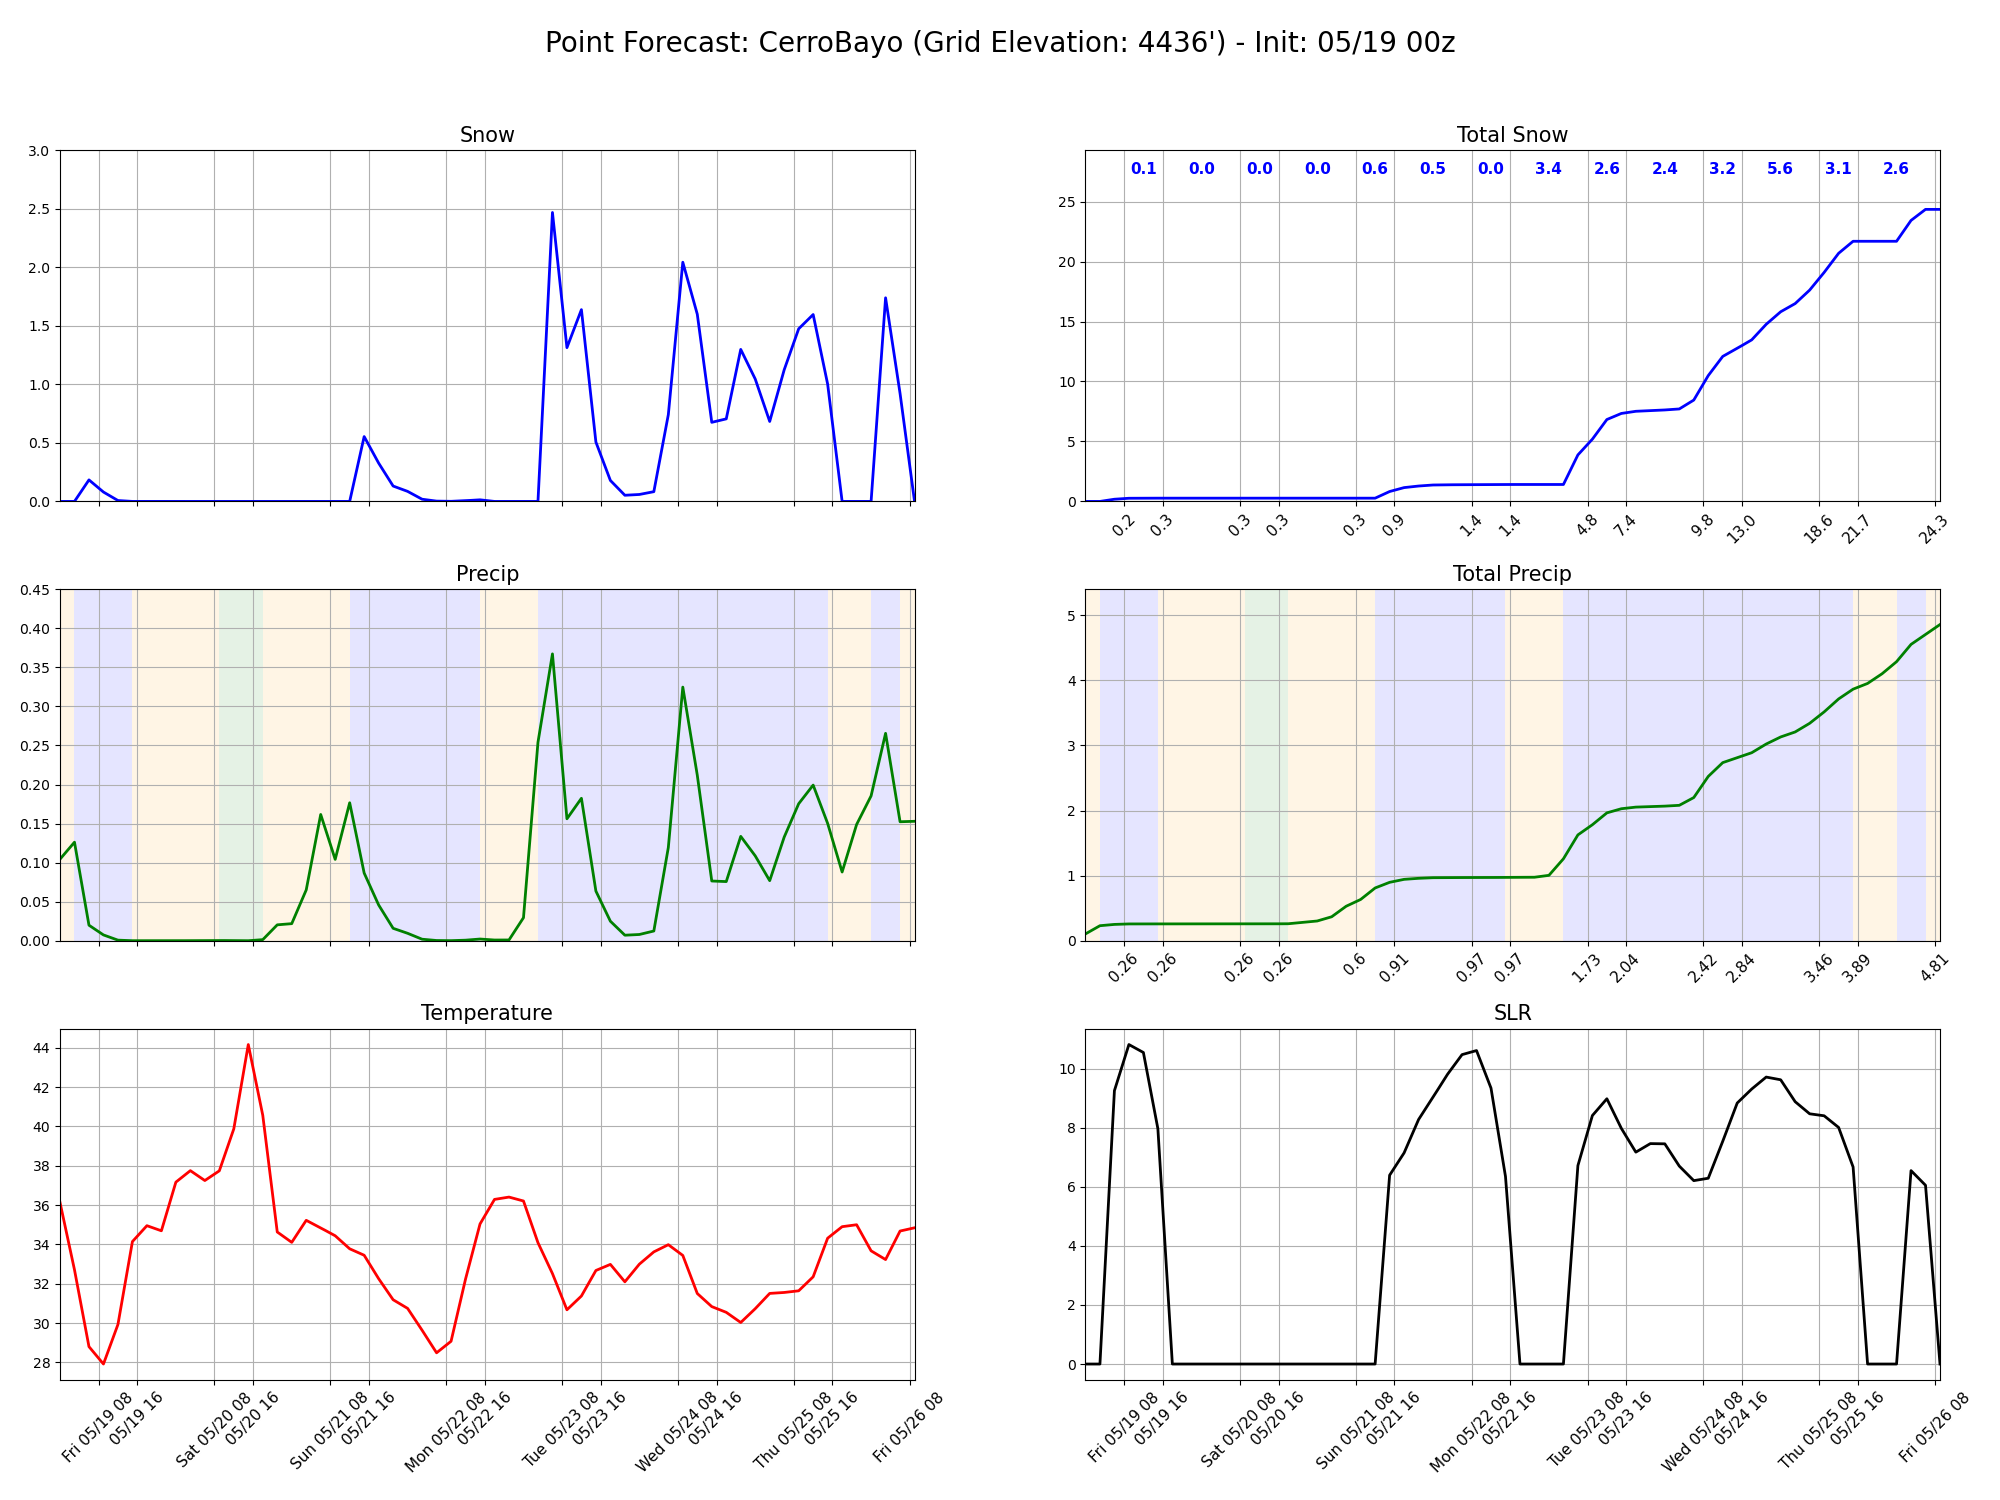 Point Forecast: CerroBayo (Grid Elevation: 4436') - Init: 05/19 00z
Snow
3.0
2.5
2.0
1.5
1.0
0.5
0.0
Total Snow
0.1 0.0 0.0 0.0 0.6 0.5 0.0 3.4 2.6 2.4 3.2 5.6 3.1 2.6
25
20
15
10
5
0
0.2 0.3 0.3 0.3 0.3 0.9 1.4 1.4 4.8 7.4 9.8 13.0 18.6 21.7 24.3
Precip
0.45
0.40
0.35
0.30
0.25
0.20
0.15
0.10
0.05
0.00
Total Precip
5
4
3
2
1
0
0.26 0.26 0.26 0.26 0.6 0.91 0.97 0.97 1.73 2.04 2.42 2.84 3.46 3.89 4.81
Temperature
44
42
40
38
36
34
32
30
28
Fri 05/19 08
05/19 16
Sat 05/20 08
05/20 16
Sun 05/21 08
05/21 16
Mon 05/22 08
05/22 16
Tue 05/23 08
05/23 16
Wed 05/24 08
05/24 16
Thu 05/25 08
05/25 16
Fri 05/26 08
SLR
10
8
6
4
2
0
Fri 05/19 08
05/19 16
Sat 05/20 08
05/20 16
Sun 05/21 08
05/21 16
Mon 05/22 08
05/22 16
Tue 05/23 08
05/23 16
Wed 05/24 08
05/24 16
Thu 05/25 08
05/25 16
Fri 05/26 08